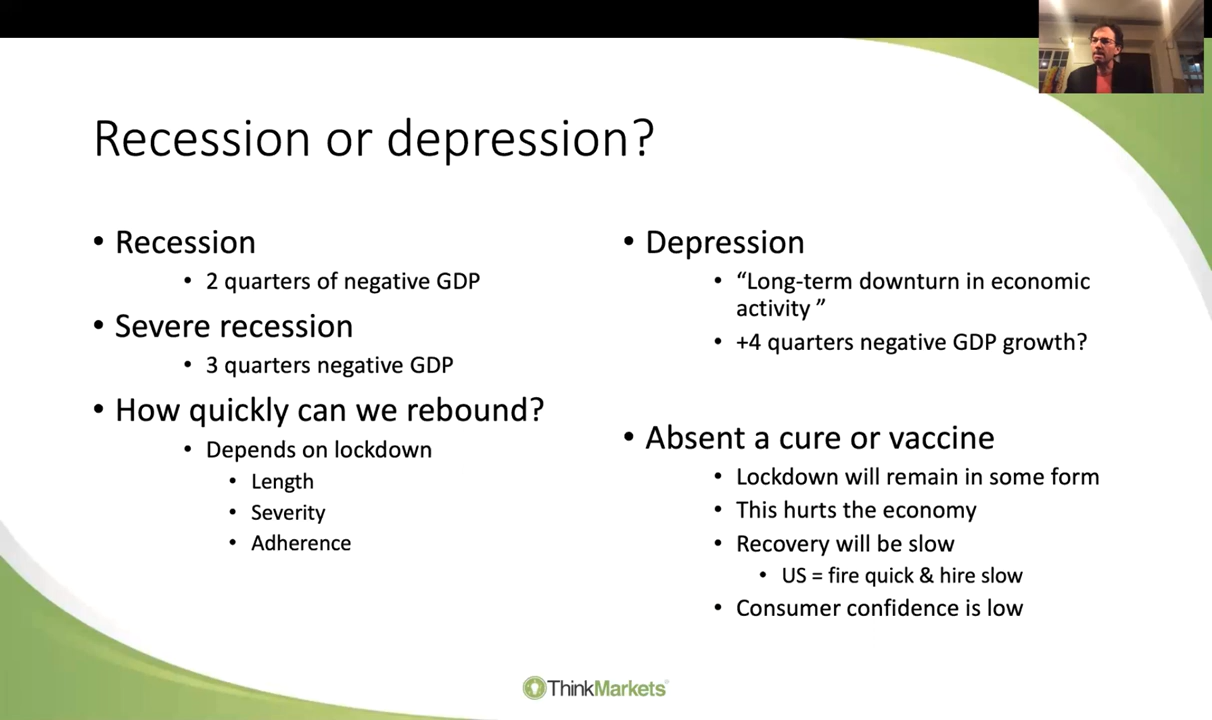 Recession or depression?
• Recession
• 2 quarters of negative GDP
• Severe recession
• 3 quarters negative GDP
• How quickly can we rebound?
• Depends on lockdown
• Length
• Severity
• Adherence
• Depression
• “Long-term downturn in economic
activity ”
• +4 quarters negative GDP growth?
• Absent a cure or vaccine
• Lockdown will remain in some form
• This hurts the economy
• Recovery will be slow
• US = fire quick & hire slow
• Consumer confidence is low
ThinkMarkets